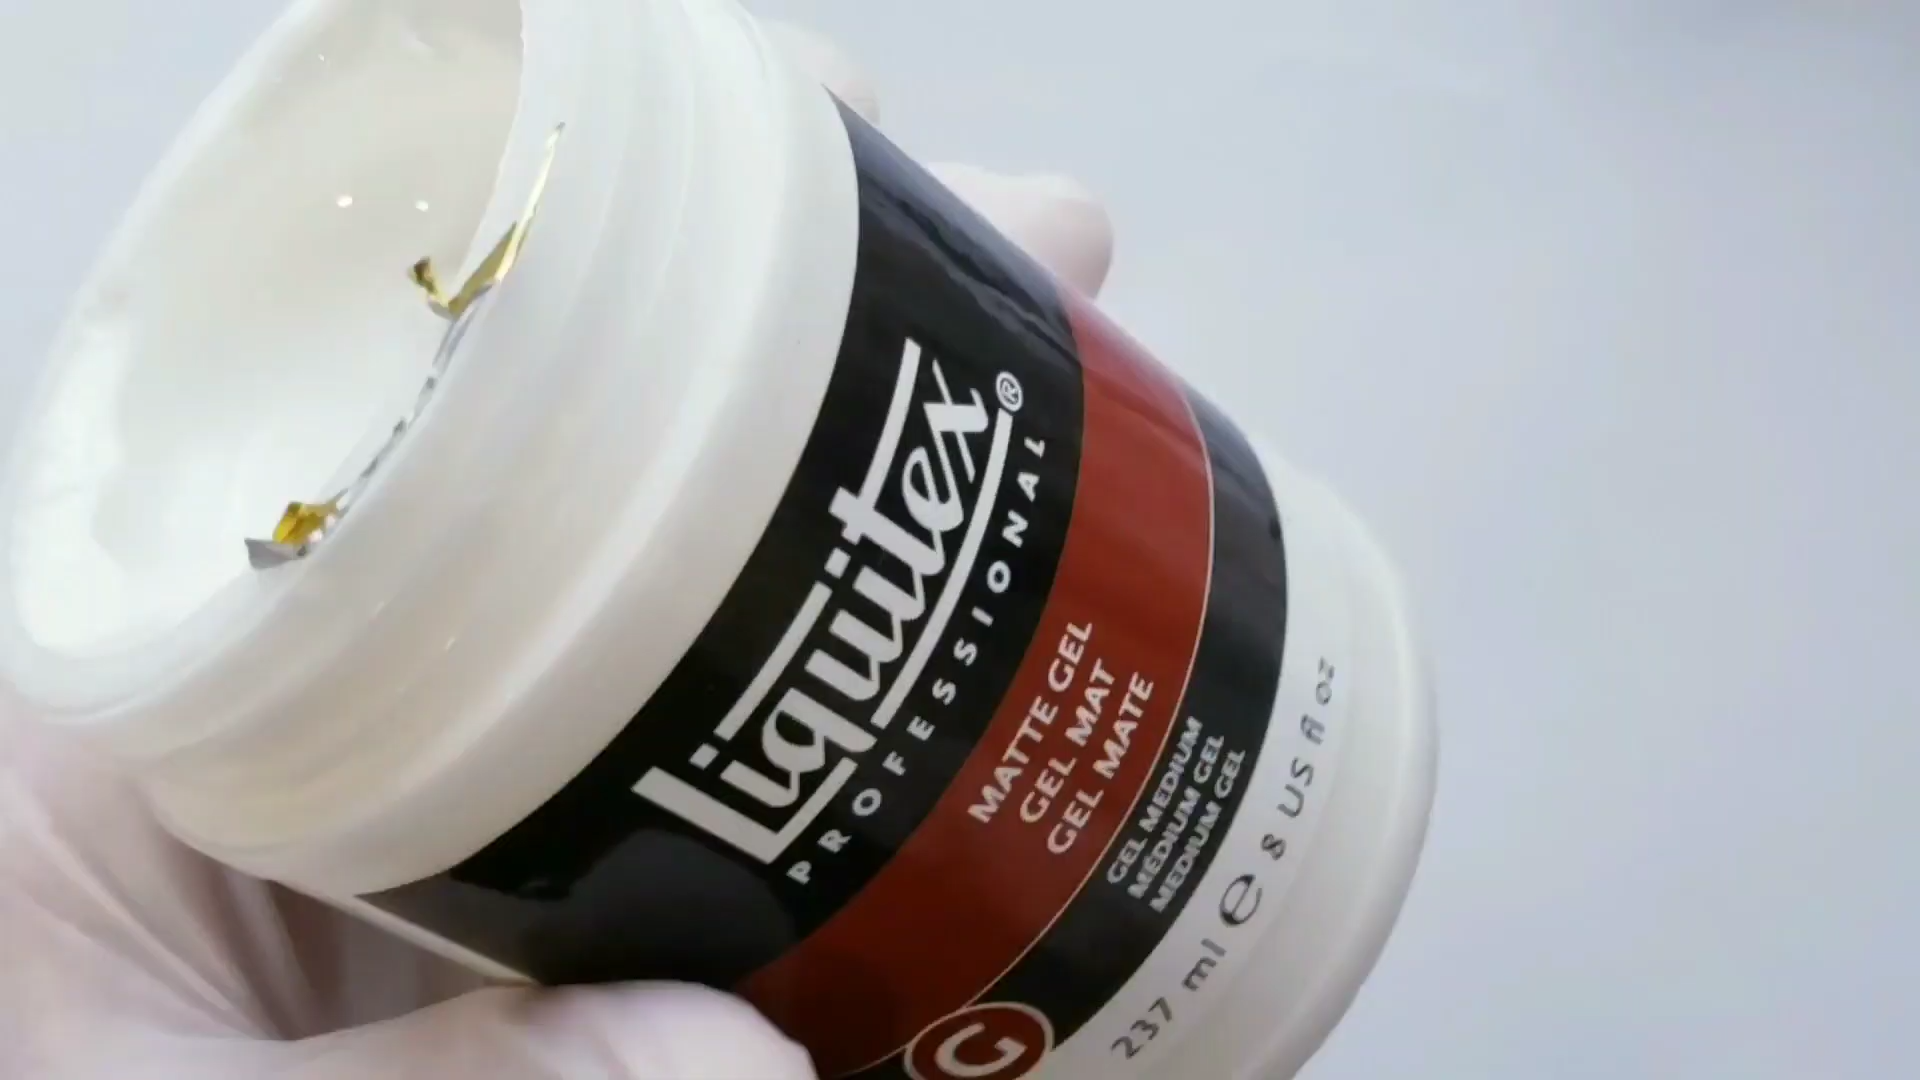 Liquitex®
PROFESSIONAL
MATTE GEL
GEL MAT
GEL MATE
GEL MEDIUM
MÉDIUM GEL
MEDIUM GEL
G
237 ml e 8 US fl oz